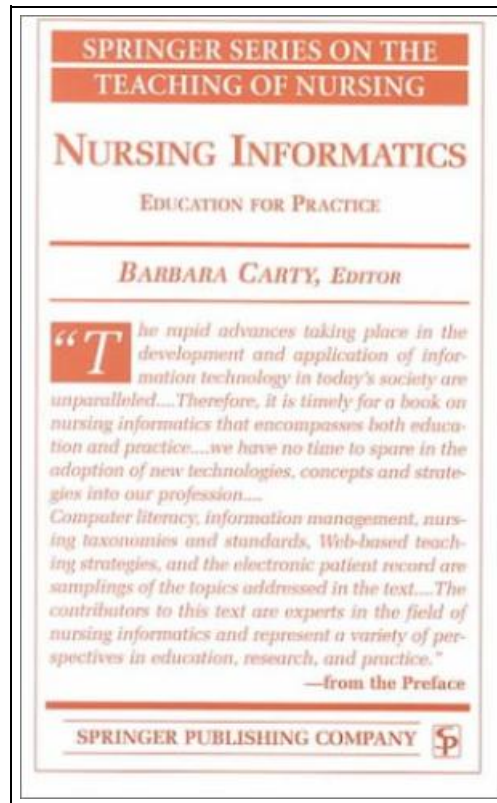 SPRINGER SERIES ON THE
TEACHING OF NURSING
NURSING INFORMATICS
EDUCATION FOR PRACTICE
BARBARA CARTY, EDITOR
“The rapid advances taking place in the
development and application of infor-
mation technology in today's society are
unparalleled....Therefore, it is timely for a book on
nursing informatics that encompasses both educa-
tion and practice....we have no time to spare in the
adoption of new technologies, concepts and strate-
gies into our profession....
Computer literacy, information management, nurs-
ing taxonomies and standards, Web-based teach-
ing strategies, and the electronic patient record are
samplings of the topics addressed in the text....The
contributors to this text are experts in the field of
nursing informatics and represent a variety of per-
spectives in education, research, and practice.”
—from the Preface
SPRINGER PUBLISHING COMPANY SP